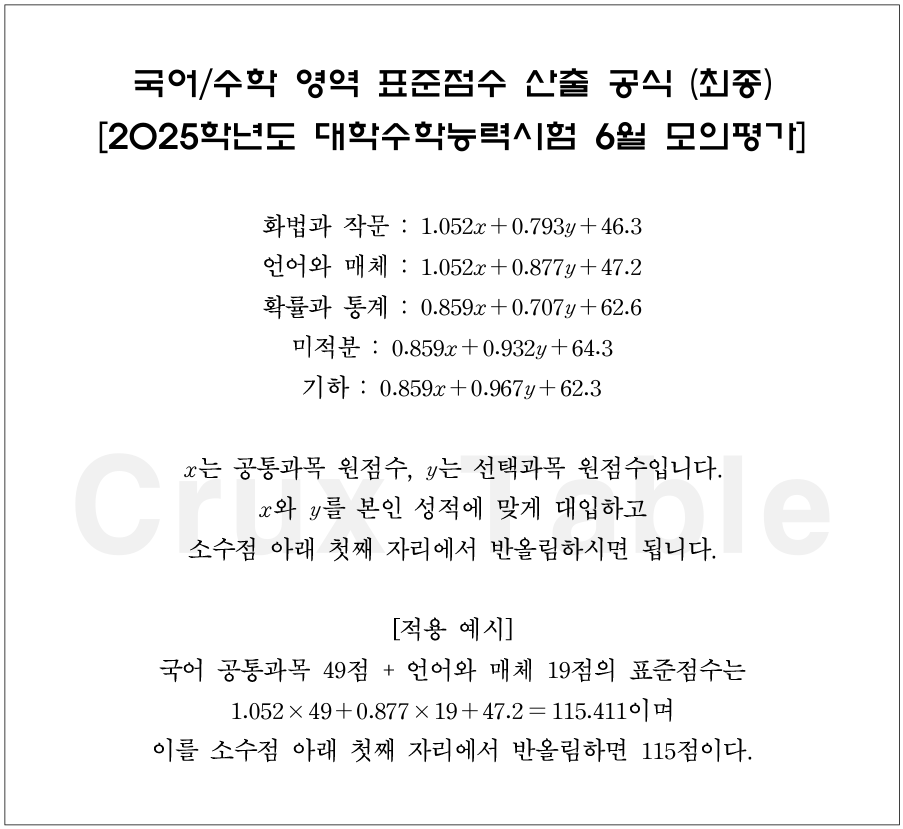 국어/수학 영역 표준점수 산출 공식 (최종)
[2025학년도 대학수학능력시험 6월 모의평가]
화법과 작문 : 1.052x+0.793y+46.3
언어와 매체 : 1.052x+0.877y+47.2
확률과 통계 : 0.859x+0.707y+62.6
미적분 : 0.859x+0.932y+64.3
기하 : 0.859x+0.967y+62.3
Crux Table
x는 공통과목 원점수, y는 선택과목 원점수입니다.
x와 y를 본인 성적에 맞게 대입하고
소수점 아래 첫째 자리에서 반올림하시면 됩니다.
[적용 예시]
국어 공통과목 49점 + 언어와 매체 19점의 표준점수는
1.052×49+0.877×19+47.2=115.411이며
이를 소수점 아래 첫째 자리에서 반올림하면 115점이다.